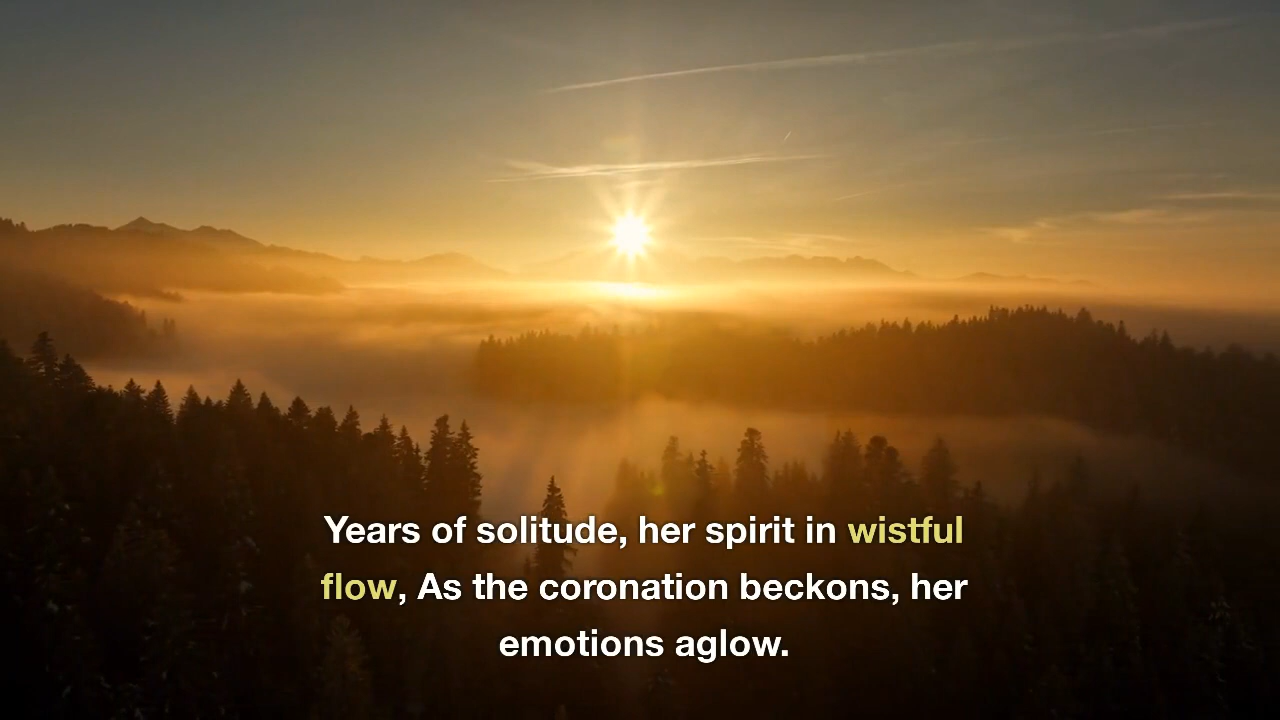 Years of solitude, her spirit in wistful
flow, As the coronation beckons, her
emotions aglow.